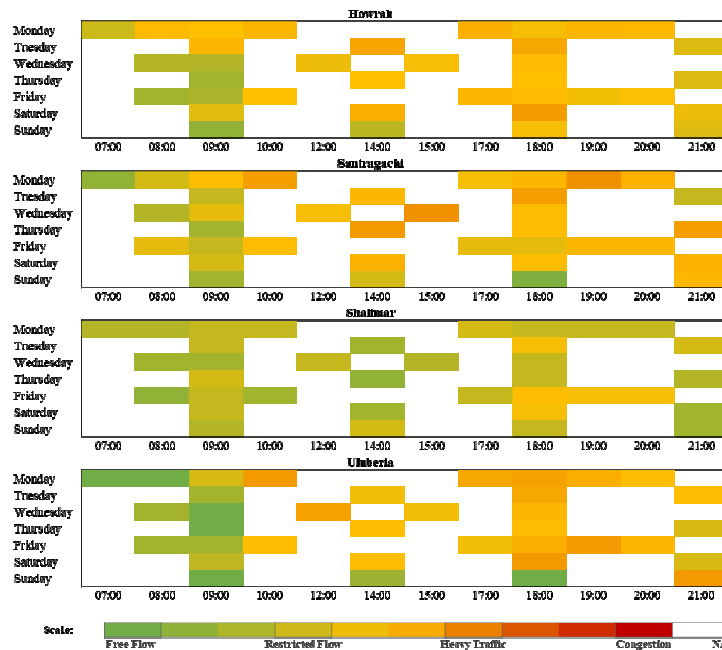 Howrah
Monday
Tuesday
Wednesday
Thursday
Friday
Saturday
Sunday
07:00 08:00 09:00 10:00 12:00 14:00 15:00 17:00 18:00 19:00 20:00 21:00
Santragachi
Monday
Tuesday
Wednesday
Thursday
Friday
Saturday
Sunday
07:00 08:00 09:00 10:00 12:00 14:00 15:00 17:00 18:00 19:00 20:00 21:00
Shalimar
Monday
Tuesday
Wednesday
Thursday
Friday
Saturday
Sunday
07:00 08:00 09:00 10:00 12:00 14:00 15:00 17:00 18:00 19:00 20:00 21:00
Uluberia
Monday
Tuesday
Wednesday
Thursday
Friday
Saturday
Sunday
07:00 08:00 09:00 10:00 12:00 14:00 15:00 17:00 18:00 19:00 20:00 21:00
Scale:
Free Flow Restricted Flow Heavy Traffic Congestion